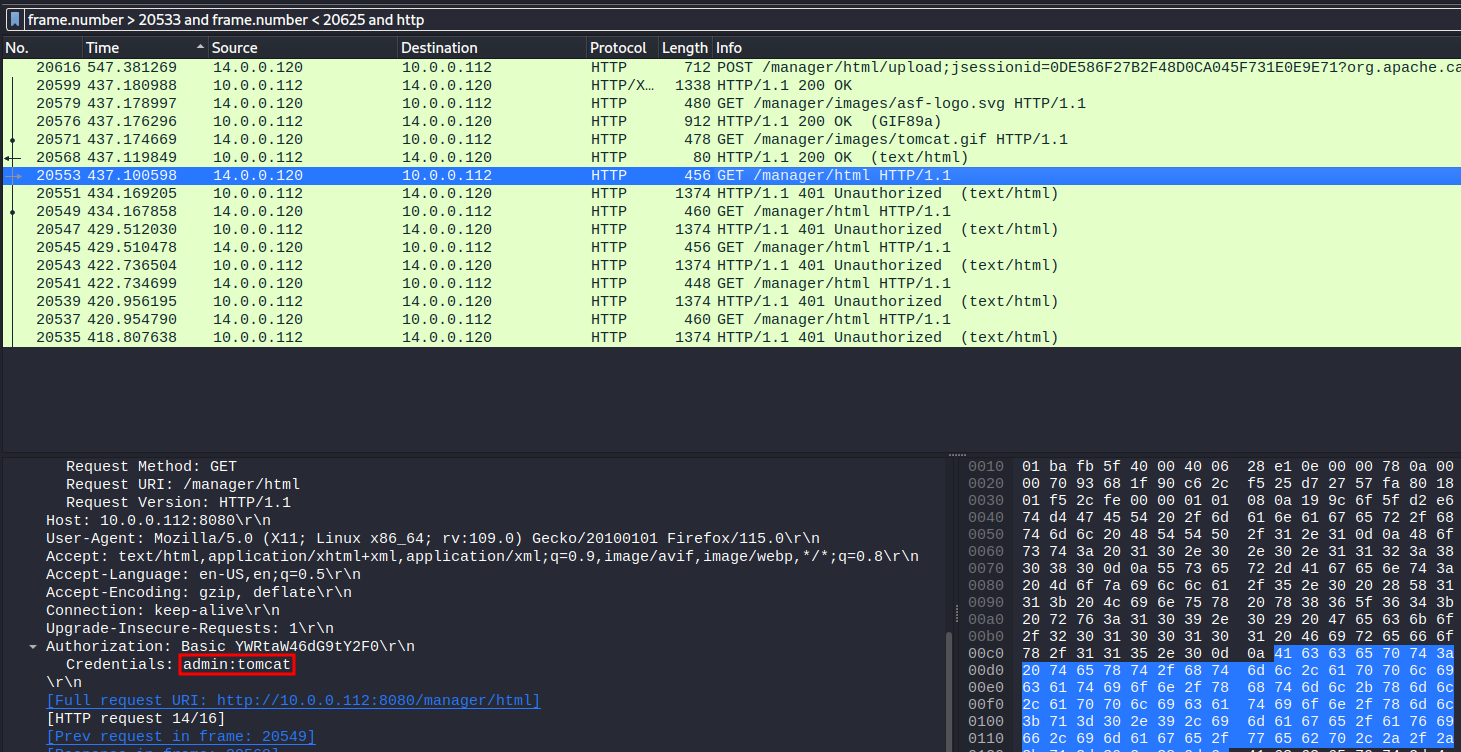 frame.number > 20533 and frame.number < 20625 and http
No. Time Source Destination Protocol Length Info
20616 547.381269 14.0.0.120 10.0.0.112 HTTP 712 POST /manager/html/upload;jsessionid=0DE586F27B2F48D0CA045F731E0E9E71?org.apache.ca
20599 437.180988 10.0.0.112 14.0.0.120 HTTP/X… 1338 HTTP/1.1 200 OK
20579 437.178997 14.0.0.120 10.0.0.112 HTTP 480 GET /manager/images/asf-logo.svg HTTP/1.1
20576 437.176296 10.0.0.112 14.0.0.120 HTTP 912 HTTP/1.1 200 OK (GIF89a)
20571 437.174669 14.0.0.120 10.0.0.112 HTTP 478 GET /manager/images/tomcat.gif HTTP/1.1
20568 437.119849 10.0.0.112 14.0.0.120 HTTP 80 HTTP/1.1 200 OK (text/html)
20553 437.100598 14.0.0.120 10.0.0.112 HTTP 456 GET /manager/html HTTP/1.1
20551 434.169205 10.0.0.112 14.0.0.120 HTTP 1374 HTTP/1.1 401 Unauthorized (text/html)
20549 434.167858 14.0.0.120 10.0.0.112 HTTP 460 GET /manager/html HTTP/1.1
20547 429.512030 10.0.0.112 14.0.0.120 HTTP 1374 HTTP/1.1 401 Unauthorized (text/html)
20545 429.510478 14.0.0.120 10.0.0.112 HTTP 456 GET /manager/html HTTP/1.1
20543 422.736504 10.0.0.112 14.0.0.120 HTTP 1374 HTTP/1.1 401 Unauthorized (text/html)
20541 422.734699 14.0.0.120 10.0.0.112 HTTP 448 GET /manager/html HTTP/1.1
20539 420.956195 10.0.0.112 14.0.0.120 HTTP 1374 HTTP/1.1 401 Unauthorized (text/html)
20537 420.954790 14.0.0.120 10.0.0.112 HTTP 460 GET /manager/html HTTP/1.1
20535 418.807638 10.0.0.112 14.0.0.120 HTTP 1374 HTTP/1.1 401 Unauthorized (text/html)
Request Method: GET
Request URI: /manager/html
Request Version: HTTP/1.1
Host: 10.0.0.112:8080\r\n
User-Agent: Mozilla/5.0 (X11; Linux x86_64; rv:109.0) Gecko/20100101 Firefox/115.0\r\n
Accept: text/html,application/xhtml+xml,application/xml;q=0.9,image/avif,image/webp,*/*;q=0.8\r\n
Accept-Language: en-US,en;q=0.5\r\n
Accept-Encoding: gzip, deflate\r\n
Connection: keep-alive\r\n
Upgrade-Insecure-Requests: 1\r\n
Authorization: Basic YWRtaW46dG9tY2F0\r\n
Credentials: admin:tomcat
\r\n
[Full request URI: http://10.0.0.112:8080/manager/html]
[HTTP request 14/16]
[Prev request in frame: 20549]
[Response in frame: 20568]
0010 01 ba fb 5f 40 00 40 06 28 e1 0e 00 00 78 0a 00
0020 00 70 93 68 1f 90 c6 2c f5 25 d7 27 57 fa 80 18
0030 01 f5 2c fe 00 00 01 01 08 0a 19 9c 6f 5f d2 e6
0040 74 d4 47 45 54 20 2f 6d 61 6e 61 67 65 72 2f 68
0050 74 6d 6c 20 48 54 54 50 2f 31 2e 31 0d 0a 48 6f
0060 73 74 3a 20 31 30 2e 30 2e 30 2e 31 31 32 3a 38
0070 30 38 30 0d 0a 55 73 65 72 2d 41 67 65 6e 74 3a
0080 20 4d 6f 7a 69 6c 6c 61 2f 35 2e 30 20 28 58 31
0090 31 3b 20 4c 69 6e 75 78 20 78 38 36 5f 36 34 3b
00a0 20 72 76 3a 31 30 39 2e 30 29 20 47 65 63 6b 6f
00b0 2f 32 30 31 30 30 31 30 31 20 46 69 72 65 66 6f
00c0 78 2f 31 31 35 2e 30 0d 0a 41 63 63 65 70 74 3a
00d0 20 74 65 78 74 2f 68 74 6d 6c 2c 61 70 70 6c 69
00e0 63 61 74 69 6f 6e 2f 78 68 74 6d 6c 2b 78 6d 6c
00f0 2c 61 70 70 6c 69 63 61 74 69 6f 6e 2f 78 6d 6c
0100 3b 71 3d 30 2e 39 2c 69 6d 61 67 65 2f 61 76 69
0110 66 2c 69 6d 61 67 65 2f 77 65 62 70 2c 2a 2f 2a